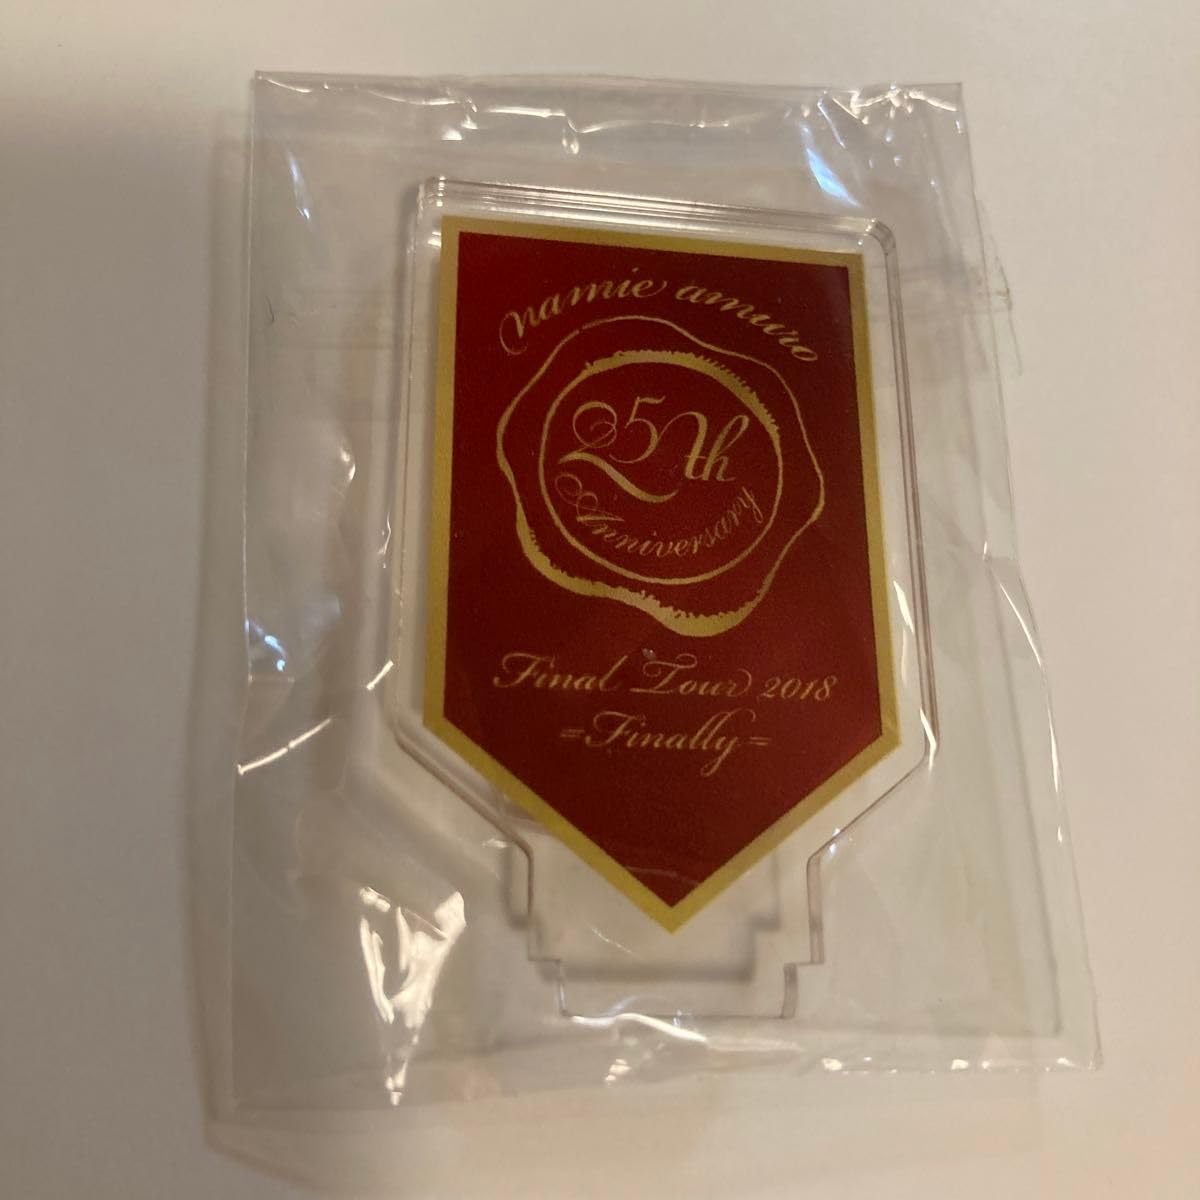 namie amuro
25th
Anniversary
Final Tour 2018
=Finally=